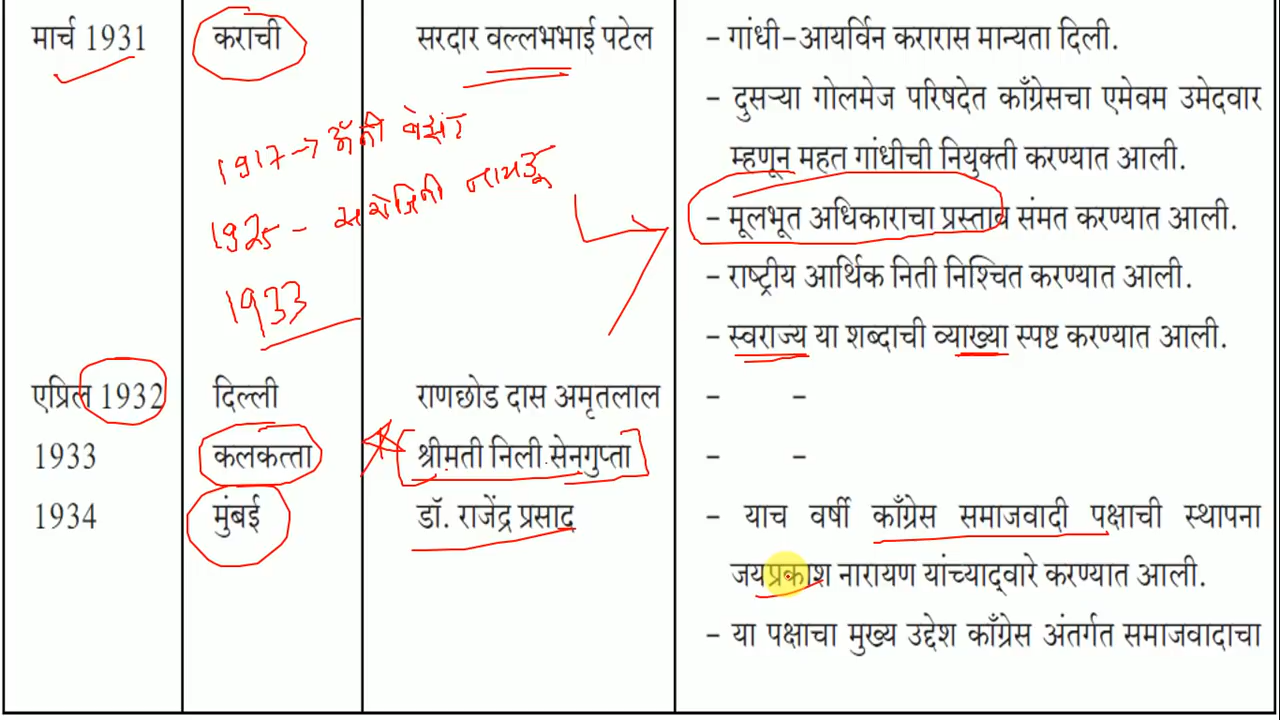 मार्च 1931 कराची सरदार वल्लभभाई पटेल - गांधी-आयर्विन करारास मान्यता दिली.
- दुसऱ्या गोलमेज परिषदेत काँग्रेसचा एमेवम उमेदवार
म्हणून महत गांधीची नियुक्ती करण्यात आली.
1917 → अ‍ॅनी बेझंट
- मूलभूत अधिकाराचा प्रस्ताव संमत करण्यात आली.
1925 - सरोजिनी नायडू
- राष्ट्रीय आर्थिक निती निश्चित करण्यात आली.
1933
- स्वराज्य या शब्दाची व्याख्या स्पष्ट करण्यात आली.
एप्रिल 1932 दिल्ली राणछोड दास अमृतलाल - -
1933 कलकत्ता श्रीमती निली सेनगुप्ता - -
1934 मुंबई डॉ. राजेंद्र प्रसाद - याच वर्षी काँग्रेस समाजवादी पक्षाची स्थापना
जयप्रकाश नारायण यांच्याद्वारे करण्यात आली.
- या पक्षाचा मुख्य उद्देश काँग्रेस अंतर्गत समाजवादाचा